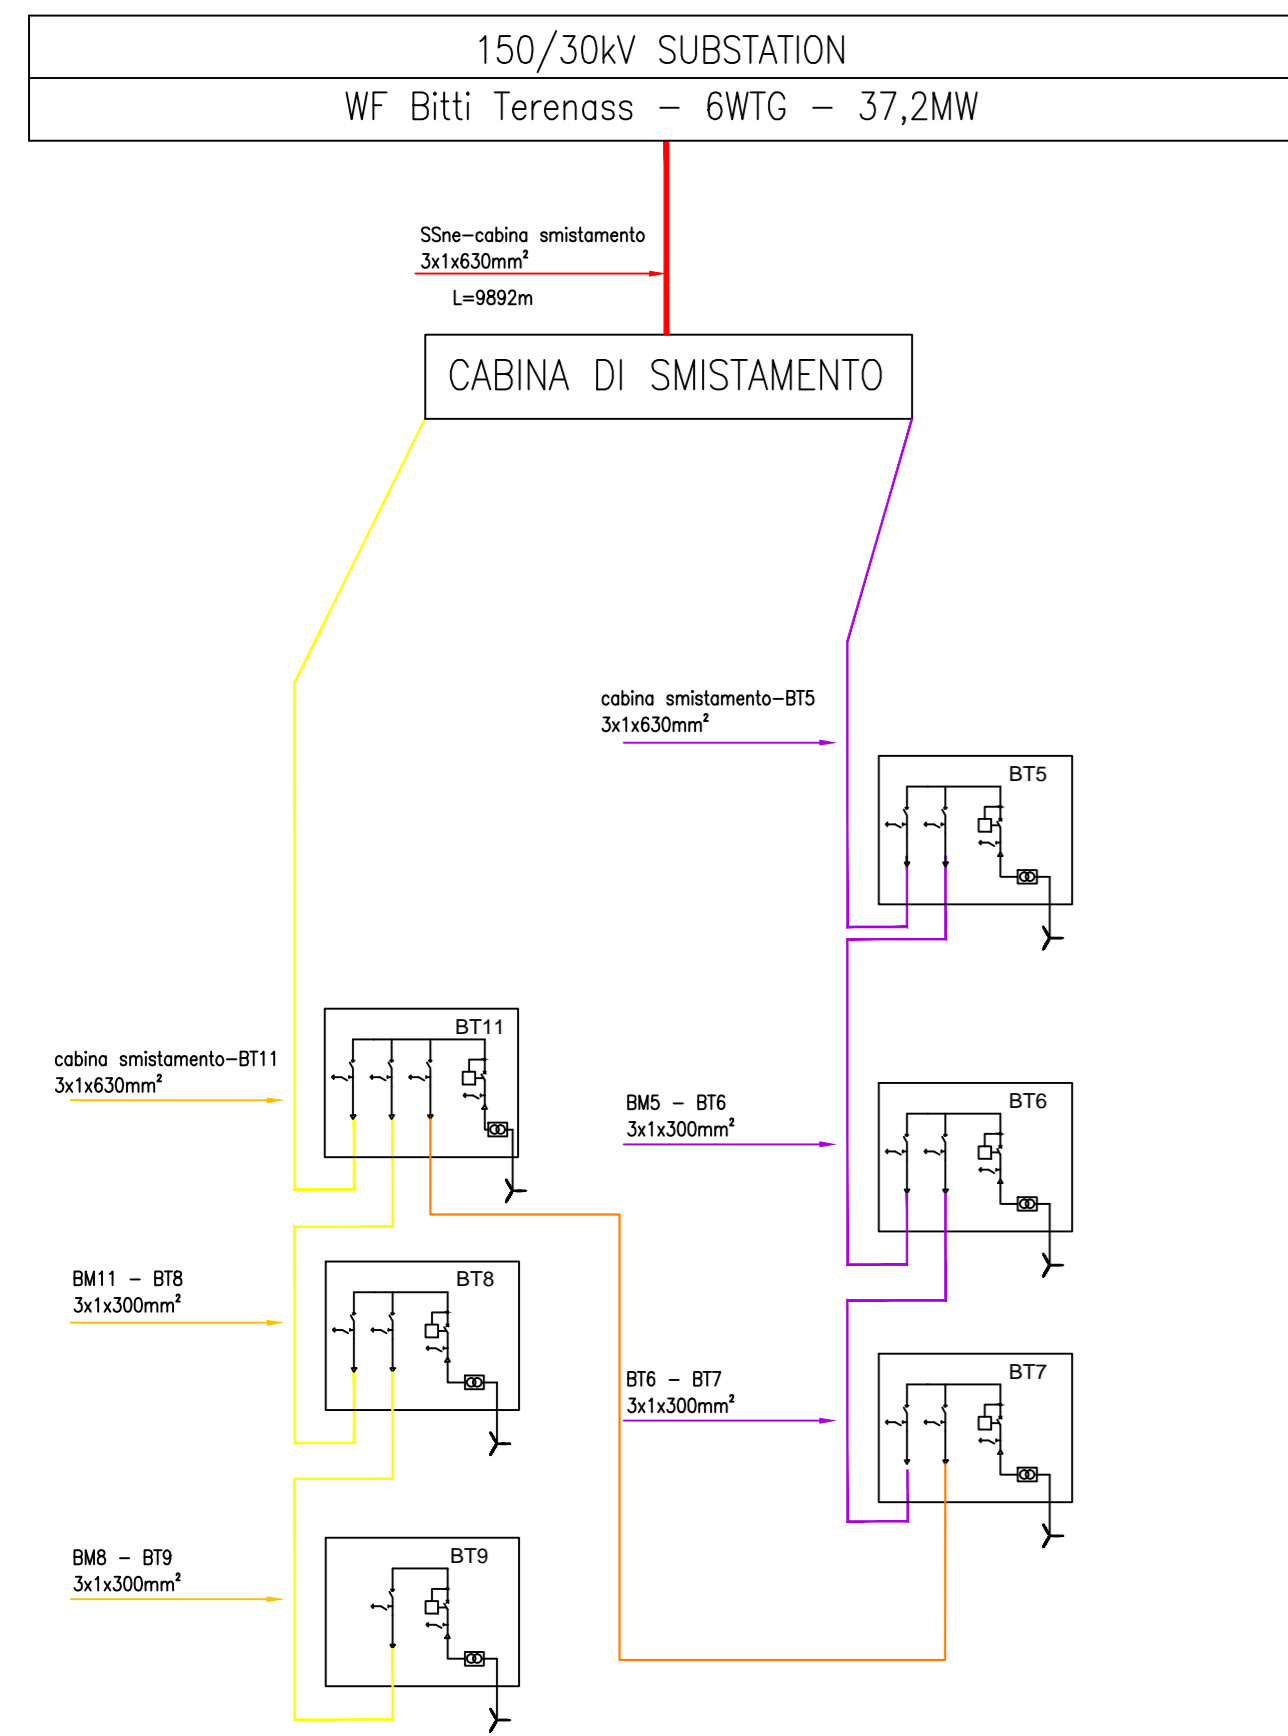 150/30kV SUBSTATION
WF Bitti Terenass – 6WTG – 37,2MW
SSne-cabina smistamento
3x1x630mm²
L=9892m
CABINA DI SMISTAMENTO
cabina smistamento-BT5
3x1x630mm²
BT5
BT11
cabina smistamento-BT11
3x1x630mm²
BM5 – BT6
3x1x300mm²
BT6
BM11 – BT8
3x1x300mm²
BT8
BT6 – BT7
3x1x300mm²
BT7
BM8 – BT9
3x1x300mm²
BT9